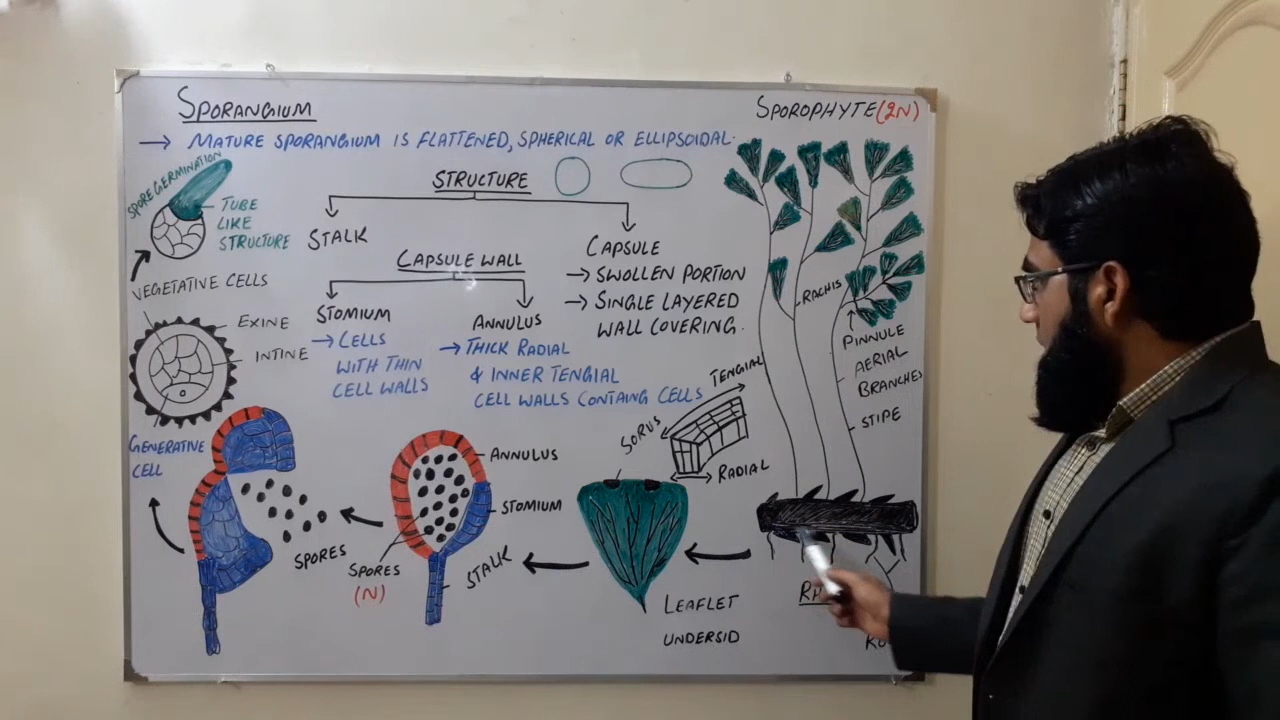 SPORANGIUM
→ MATURE SPORANGIUM IS FLATTENED, SPHERICAL OR ELLIPSOIDAL.
STRUCTURE
STALK
CAPSULE
→ SWOLLEN PORTION
→ SINGLE LAYERED
WALL COVERING.
CAPSULE WALL
STOMIUM
→ CELLS
WITH THIN
CELL WALLS
ANNULUS
→ THICK RADIAL
& INNER TENGIAL
CELL WALLS CONTAING CELLS
SPORE GERMINATION
TUBE
LIKE
STRUCTURE
VEGETATIVE CELLS
EXINE
INTINE
GENERATIVE
CELL
SPORES
ANNULUS
STOMIUM
STALK
SPORES
(N)
SORUS
TENGIAL
RADIAL
LEAFLET
UNDERSID
SPOROPHYTE (2N)
RACHIS
PINNULE
AERIAL
BRANCHES
STIPE